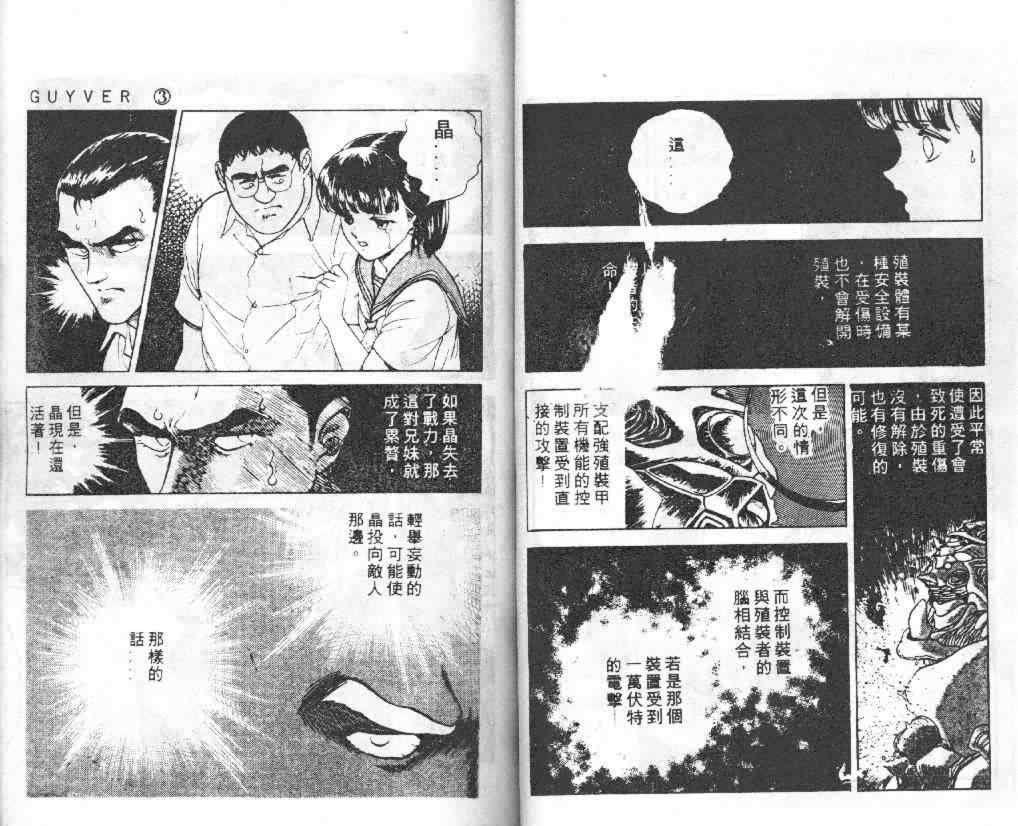 GUYVER ③
這
‥‥
殖裝體有某
種安全設備
，在受傷時
也不會解開
殖裝，
命！
因此平常
使遭受了會
致死的重傷
，由於殖裝
沒有解除，
也有修復的
可能。
但是，
這次的情
形不同。
支配強殖裝甲
所有機能的控
制裝置受到直
接的攻擊！
而控制裝置
與殖裝者的
腦相結合，
若是那個
裝置受到
一萬伏特
的電擊—
晶
‥‥‥
如果晶失去
了戰力，那
這對兄妹就
成了累贅，
但是，
晶現在還
活著！
輕舉妄動的
話，可能使
晶投向敵人
那邊。
那樣的
話‥‥